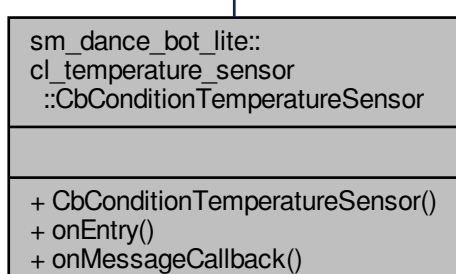 sm_dance_bot_lite::
cl_temperature_sensor
::CbConditionTemperatureSensor
+ CbConditionTemperatureSensor()
+ onEntry()
+ onMessageCallback()